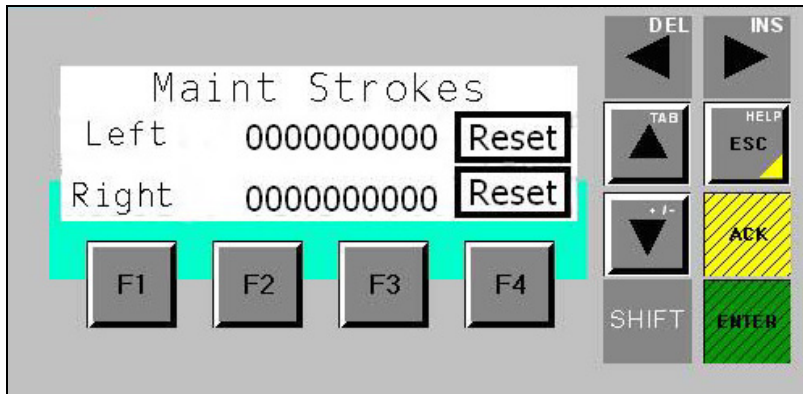 DEL INS
Maint Strokes
Left 0000000000 Reset
TAB HELP
ESC
Right 0000000000 Reset
+ / -
ACK
F1 F2 F3 F4
SHIFT ENTER